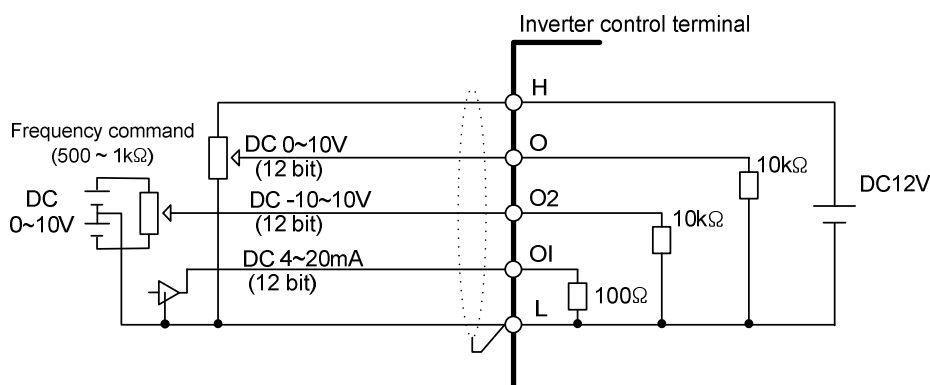 Inverter control terminal
H
Frequency command
(500 ~ 1kΩ)
DC 0~10V
(12 bit)
O
10kΩ
DC
0~10V
DC -10~10V
(12 bit)
O2
10kΩ
DC12V
DC 4~20mA
(12 bit)
OI
100Ω
L